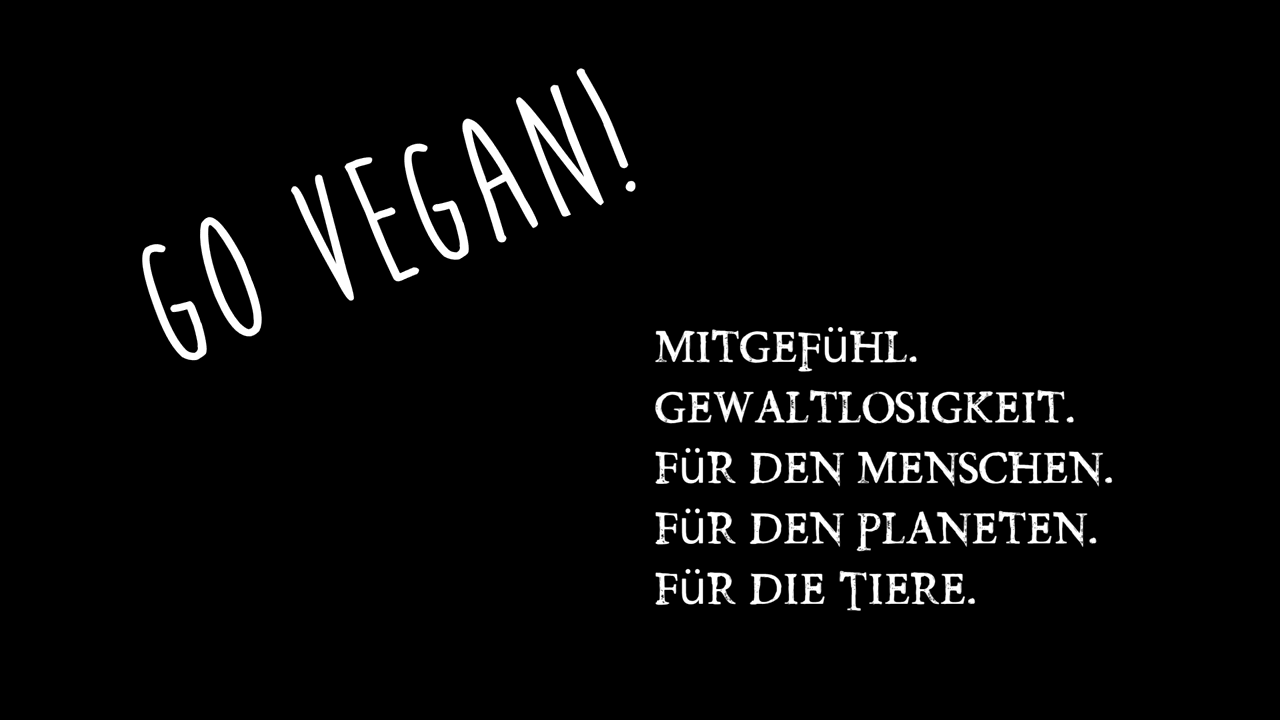 GO VEGAN!
MITGEFüHL.
GEWALTLOSIGKEIT.
FüR DEN MENSCHEN.
FüR DEN PLANETEN.
FüR DIE TIERE.